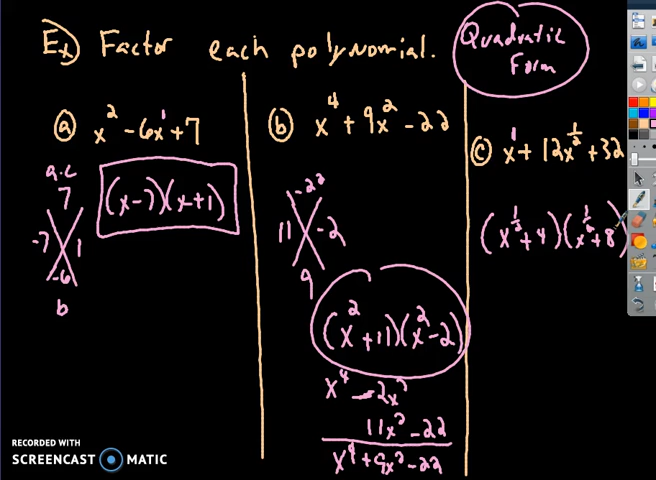 Ex) Factor each polynomial.
Quadratic
Form
ⓐ x² - 6x¹ + 7
a.c
7
-7 1
-6
b
(x-7)(x+1)
ⓑ x⁴ + 9x² - 22
-22
11 -2
9
(x² + 11)(x² - 2)
x⁴ - 2x²
11x² - 22
x⁴ + 9x² - 22
ⓒ x¹ + 12x^½ + 32
(x^½ + 4)(x^½ + 8)
RECORDED WITH
SCREENCAST MATIC